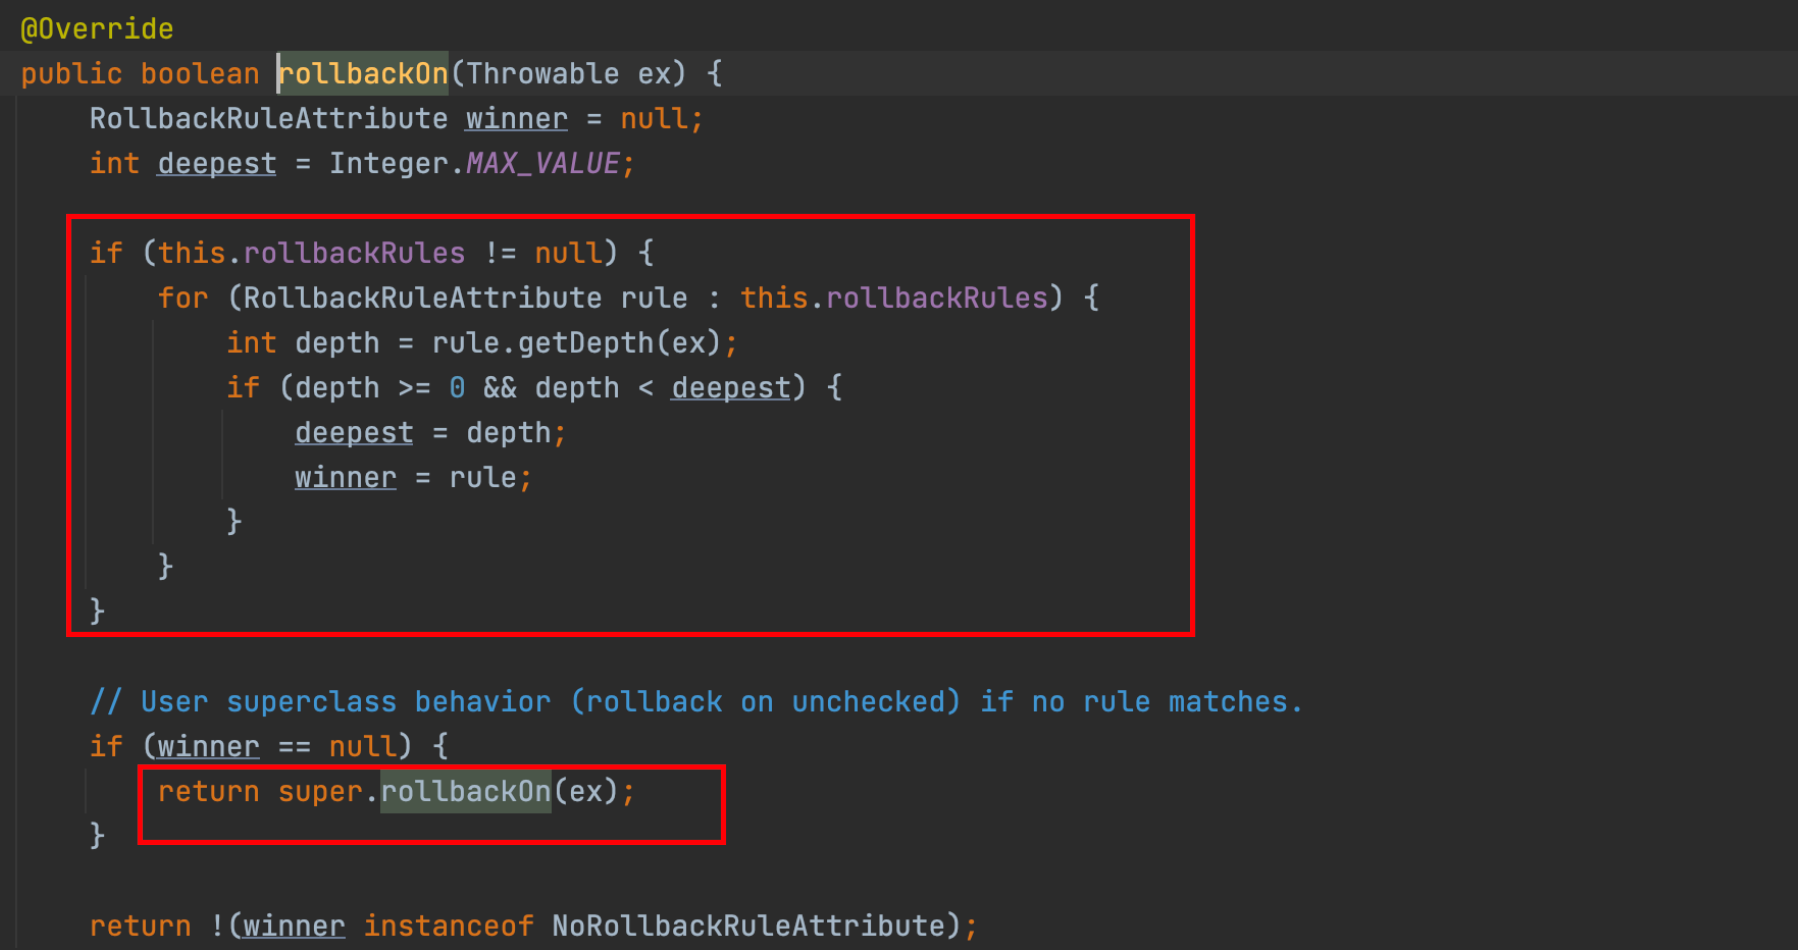 @Override
public boolean rollbackOn(Throwable ex) {
RollbackRuleAttribute winner = null;
int deepest = Integer.MAX_VALUE;
if (this.rollbackRules != null) {
for (RollbackRuleAttribute rule : this.rollbackRules) {
int depth = rule.getDepth(ex);
if (depth >= 0 && depth < deepest) {
deepest = depth;
winner = rule;
}
}
}
// User superclass behavior (rollback on unchecked) if no rule matches.
if (winner == null) {
return super.rollbackOn(ex);
}
return !(winner instanceof NoRollbackRuleAttribute);